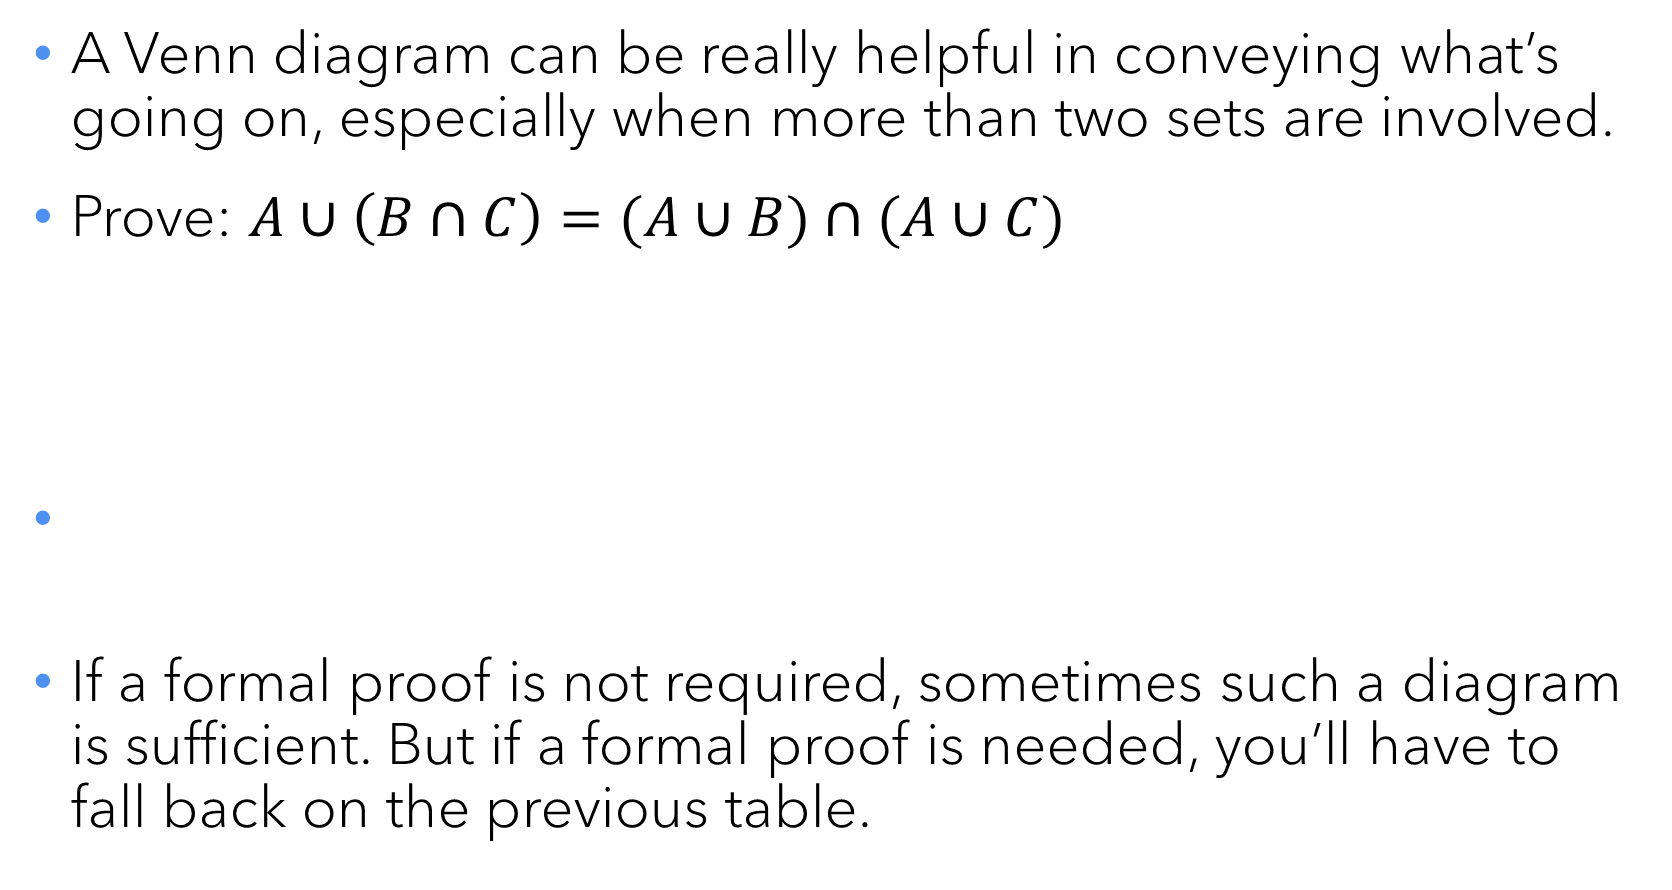 • A Venn diagram can be really helpful in conveying what’s
going on, especially when more than two sets are involved.
• Prove: 𝐴 ∪ (𝐵 ∩ 𝐶) = (𝐴 ∪ 𝐵) ∩ (𝐴 ∪ 𝐶)
•
• If a formal proof is not required, sometimes such a diagram
is sufficient. But if a formal proof is needed, you’ll have to
fall back on the previous table.